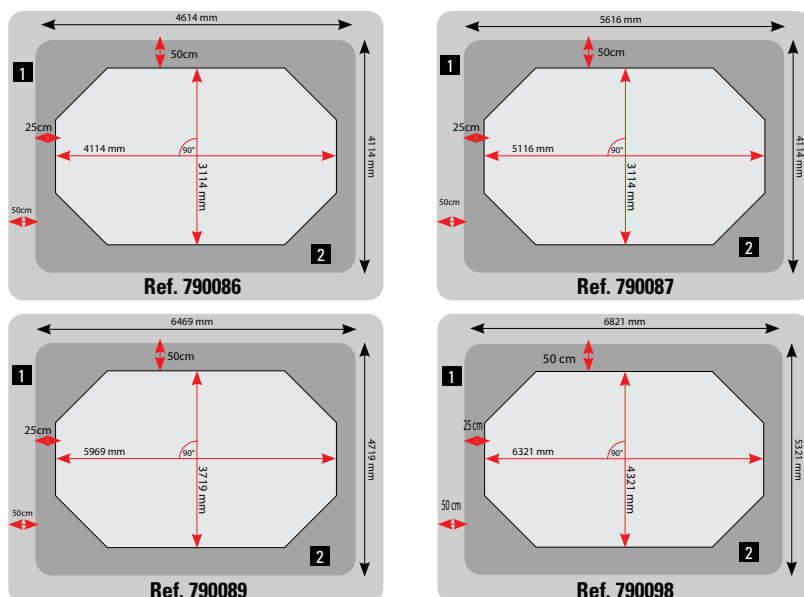 4614 mm
50cm
1
25cm
4114 mm
90°
3114 mm
4114 mm
50cm
2
Ref. 790086
5616 mm
50cm
1
25cm
5116 mm
90°
3114 mm
4114 mm
50cm
2
Ref. 790087
6469 mm
50cm
1
25cm
5969 mm
90°
3719 mm
4719 mm
50cm
2
Ref. 790089
6821 mm
50 cm
1
25 cm
6321 mm
90°
4321 mm
5321 mm
50 cm
2
Ref. 790098